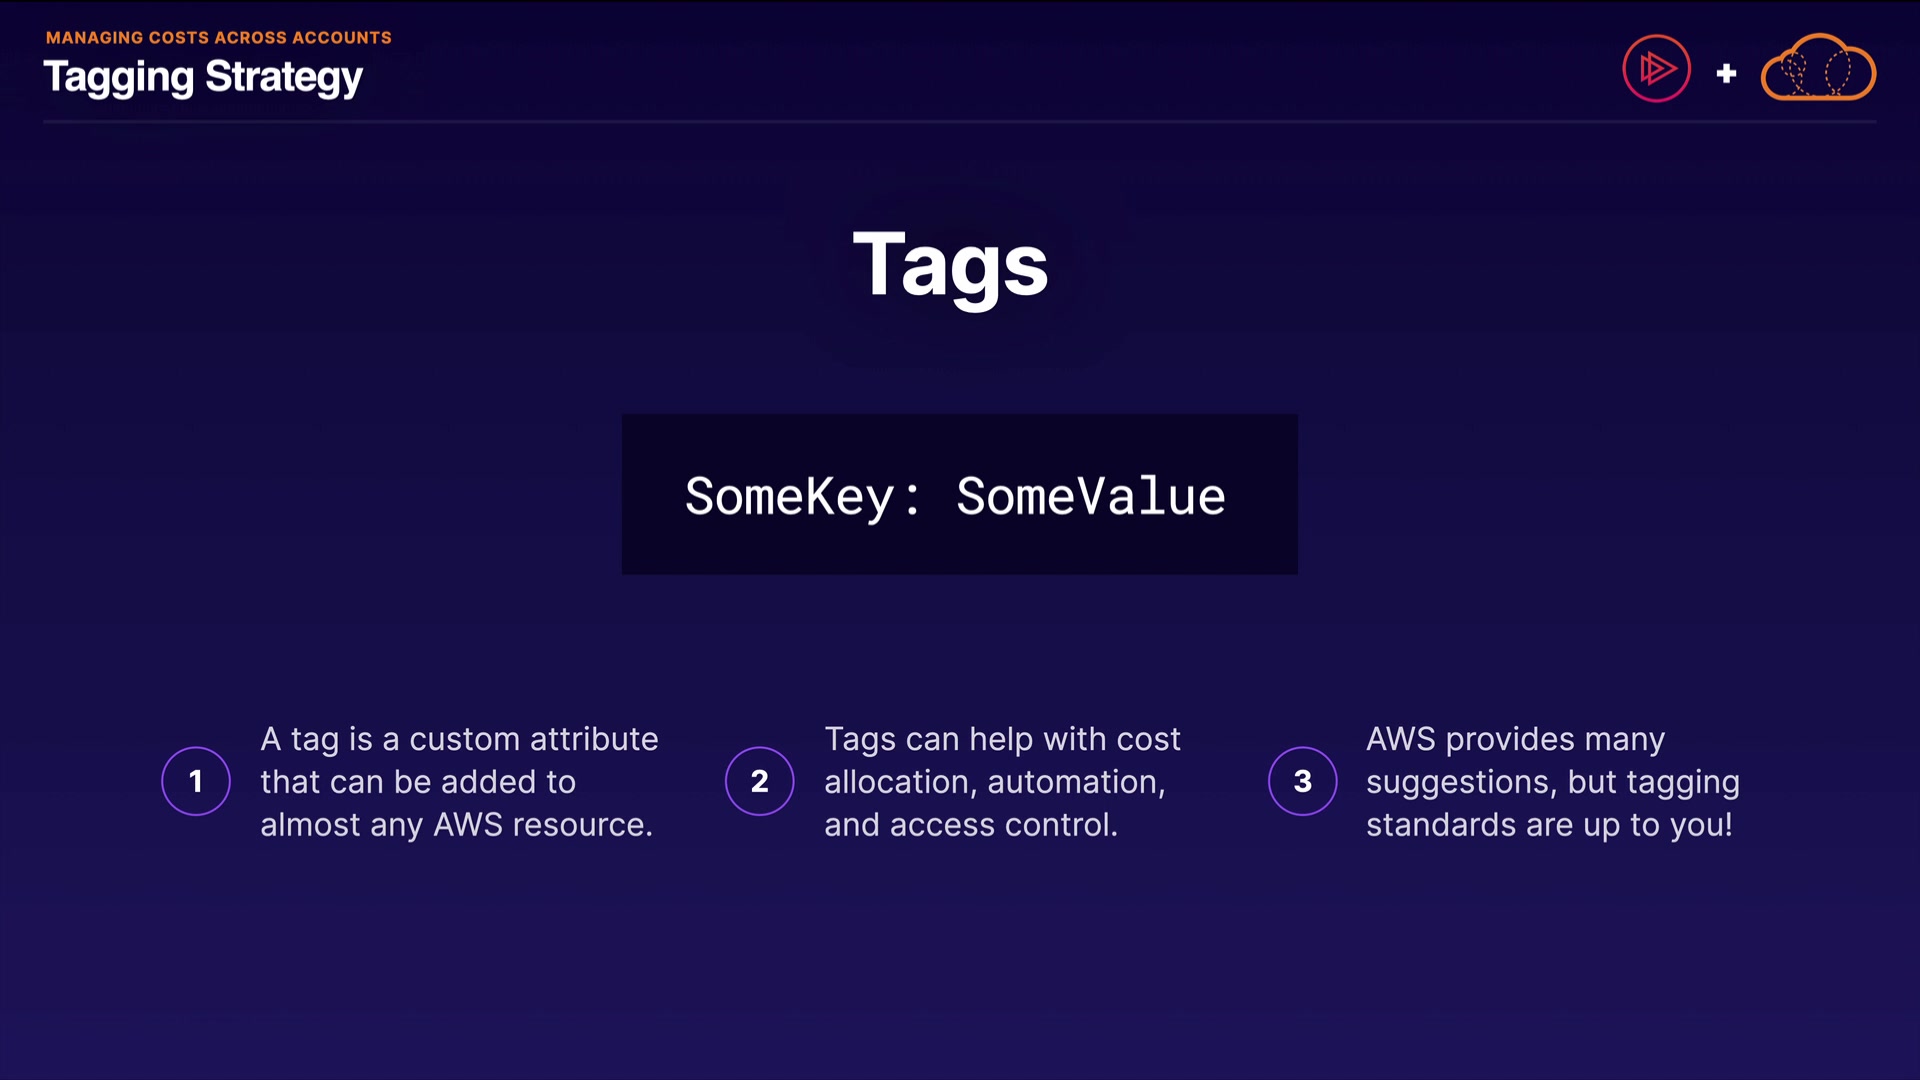 MANAGING COSTS ACROSS ACCOUNTS
Tagging Strategy
Tags
SomeKey: SomeValue
1
A tag is a custom attribute
that can be added to
almost any AWS resource.
2
Tags can help with cost
allocation, automation,
and access control.
3
AWS provides many
suggestions, but tagging
standards are up to you!